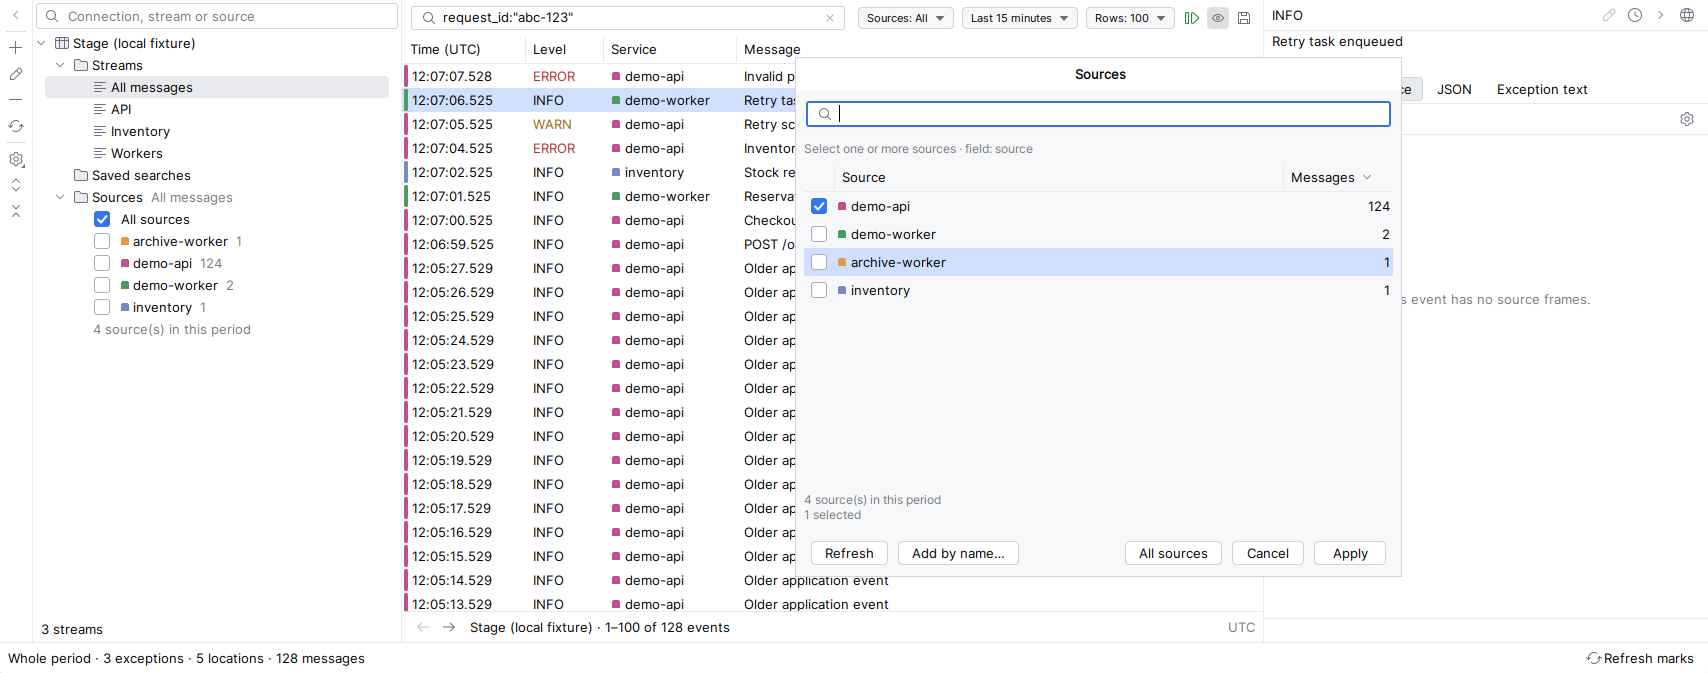 Connection, stream or source
Stage (local fixture)
Streams
All messages
API
Inventory
Workers
Saved searches
Sources All messages
All sources
archive-worker 1
demo-api 124
demo-worker 2
inventory 1
4 source(s) in this period
3 streams
request_id:"abc-123"
Sources: All
Last 15 minutes
Rows: 100
Time (UTC) Level Service Message
12:07:07.528 ERROR demo-api Invalid p
12:07:06.525 INFO demo-worker Retry tas
12:07:05.525 WARN demo-api Retry sc
12:07:04.525 ERROR demo-api Inventor
12:07:02.525 INFO inventory Stock re
12:07:01.525 INFO demo-worker Reserva
12:07:00.525 INFO demo-api Checkou
12:06:59.525 INFO demo-api POST /o
12:05:27.529 INFO demo-api Older ap
12:05:26.529 INFO demo-api Older ap
12:05:25.529 INFO demo-api Older ap
12:05:24.529 INFO demo-api Older ap
12:05:23.529 INFO demo-api Older ap
12:05:22.529 INFO demo-api Older ap
12:05:21.529 INFO demo-api Older ap
12:05:20.529 INFO demo-api Older ap
12:05:19.529 INFO demo-api Older ap
12:05:18.529 INFO demo-api Older ap
12:05:17.529 INFO demo-api Older ap
12:05:16.529 INFO demo-api Older ap
12:05:15.529 INFO demo-api Older ap
12:05:14.529 INFO demo-api Older application event
12:05:13.529 INFO demo-api Older application event
Stage (local fixture) · 1–100 of 128 events
UTC
Sources
Select one or more sources · field: source
Source Messages
demo-api 124
demo-worker 2
archive-worker 1
inventory 1
4 source(s) in this period
1 selected
Refresh
Add by name...
All sources
Cancel
Apply
INFO
Retry task enqueued
ce JSON Exception text
s event has no source frames.
Whole period · 3 exceptions · 5 locations · 128 messages
Refresh marks